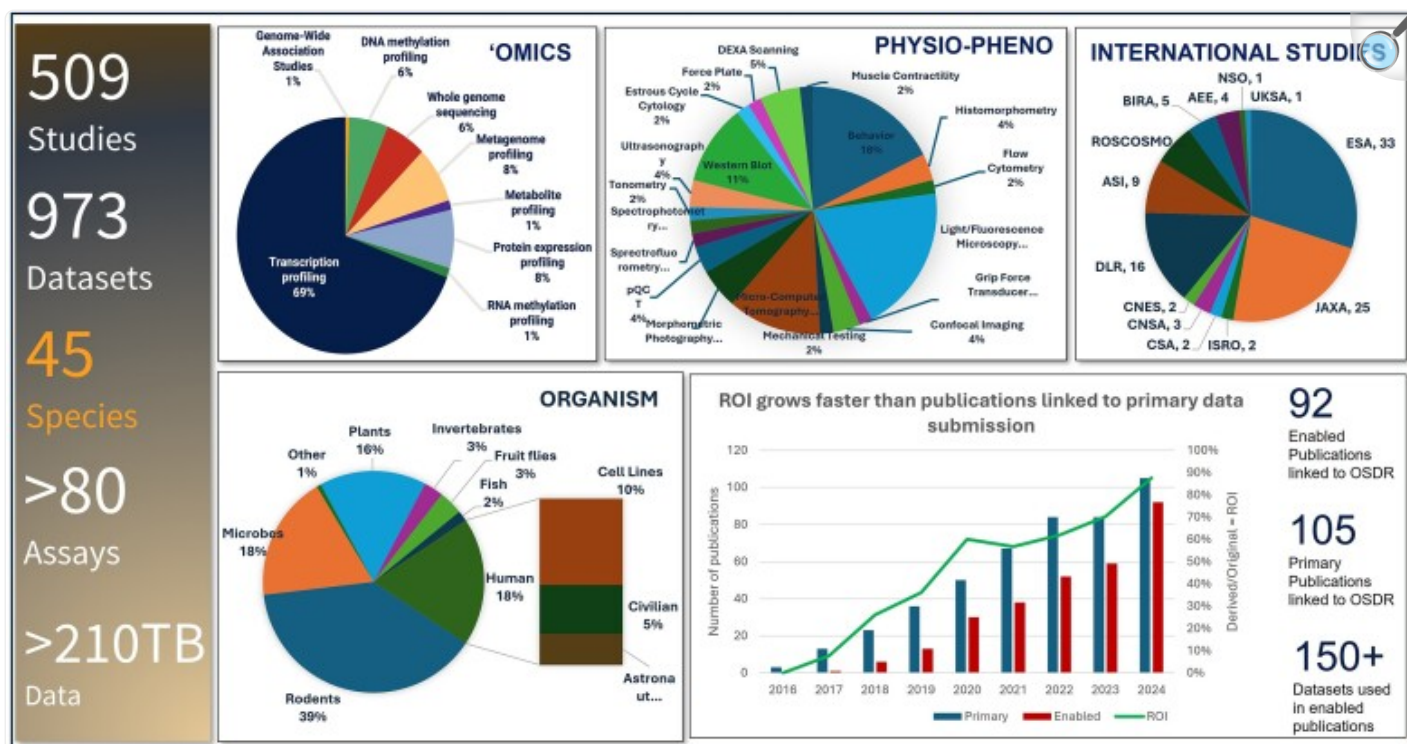 509
Studies
973
Datasets
45
Species
>80
Assays
>210TB
Data
'OMICS
Genome-Wide
Association
Studies
1%
DNA methylation
profiling
6%
Whole genome
sequencing
6%
Metagenome
profiling
8%
Metabolite
profiling
1%
Protein expression
profiling
8%
RNA methylation
profiling
1%
Transcription
profiling
69%
PHYSIO-PHENO
DEXA Scanning
5%
Force Plate
2%
Estrous Cycle
Cytology
2%
Ultrasonograph
y
4%
Western Blot
11%
Tonometry
2%
Spectrophotomet
ry...
Sprectrofluo
rometry...
pQC
T
4%
Morphometric
Photography...
Micro-Computed
Tomography...
Mechanical Testing
2%
Muscle Contractility
2%
Behavior
18%
Histomorphometry
4%
Flow
Cytometry
2%
Light/Fluorescence
Microscopy...
Grip Force
Transducer...
Confocal Imaging
4%
INTERNATIONAL STUDIES
NSO, 1
UKSA, 1
AEE, 4
BIRA, 5
ROSCOSMO
ASI, 9
DLR, 16
CNES, 2
CNSA, 3
CSA, 2
ISRO, 2
JAXA, 25
ESA, 33
ORGANISM
Plants
16%
Invertebrates
3%
Fruit flies
3%
Fish
2%
Other
1%
Microbes
18%
Rodents
39%
Human
18%
Cell Lines
10%
Civilian
5%
Astrona
ut...
ROI grows faster than publications linked to primary data
submission
Number of publications
120
100
80
60
40
20
0
2016 2017 2018 2019 2020 2021 2022 2023 2024
100%
90%
80%
70%
60%
50%
40%
30%
20%
10%
0%
Derived/Original = ROI
Primary Enabled ROI
92
Enabled
Publications
linked to OSDR
105
Primary
Publications
linked to OSDR
150+
Datasets used
in enabled
publications